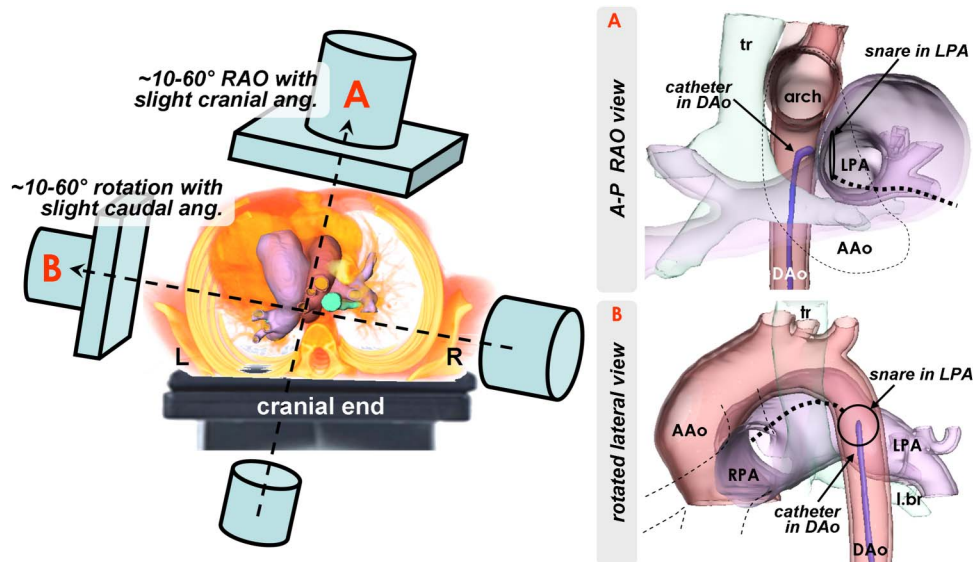 ~10-60° RAO with
slight cranial ang.
A
~10-60° rotation with
slight caudal ang.
B
L
R
cranial end
A
A-P RAO view
tr
snare in LPA
catheter
in DAo
arch
LPA
AAo
DAo
B
rotated lateral view
tr
snare in LPA
AAo
LPA
RPA
l.br
catheter
in DAo
DAo